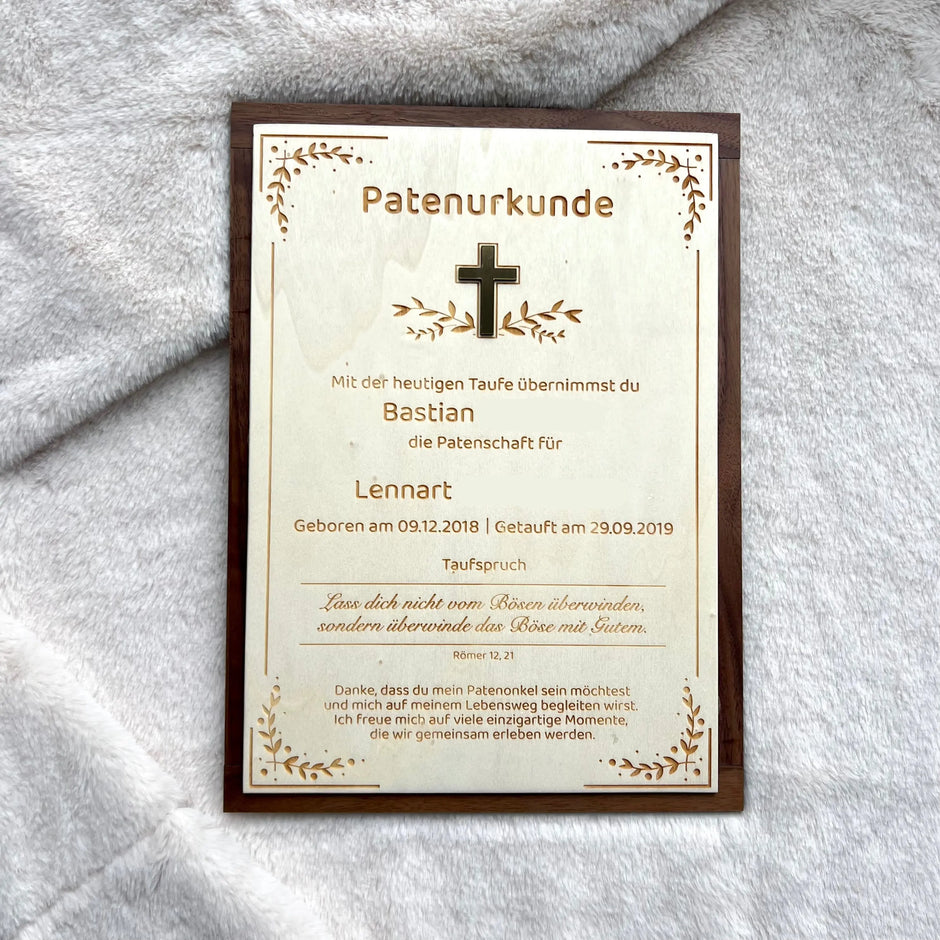 Patenurkunde
Mit der heutigen Taufe übernimmst du
Bastian
die Patenschaft für
Lennart
Geboren am 09.12.2018 | Getauft am 29.09.2019
Taufspruch
Lass dich nicht vom Bösen überwinden,
sondern überwinde das Böse mit Gutem.
Römer 12, 21
Danke, dass du mein Patenonkel sein möchtest
und mich auf meinem Lebensweg begleiten wirst.
Ich freue mich auf viele einzigartige Momente,
die wir gemeinsam erleben werden.